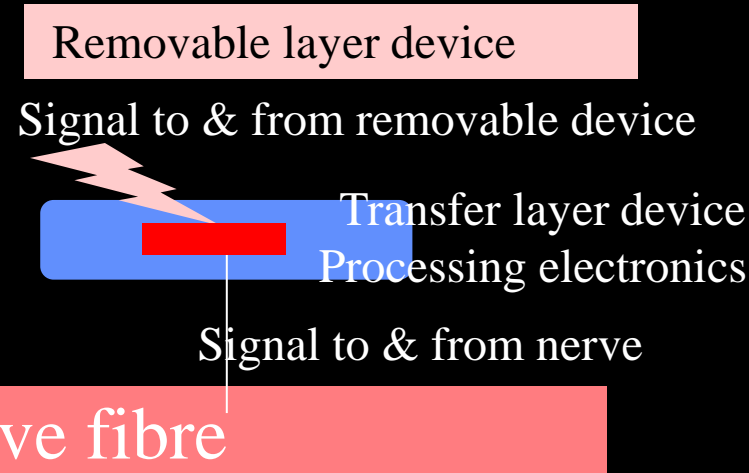 Removable layer device
Signal to & from removable device
Transfer layer device
Processing electronics
Signal to & from nerve
ve fibre